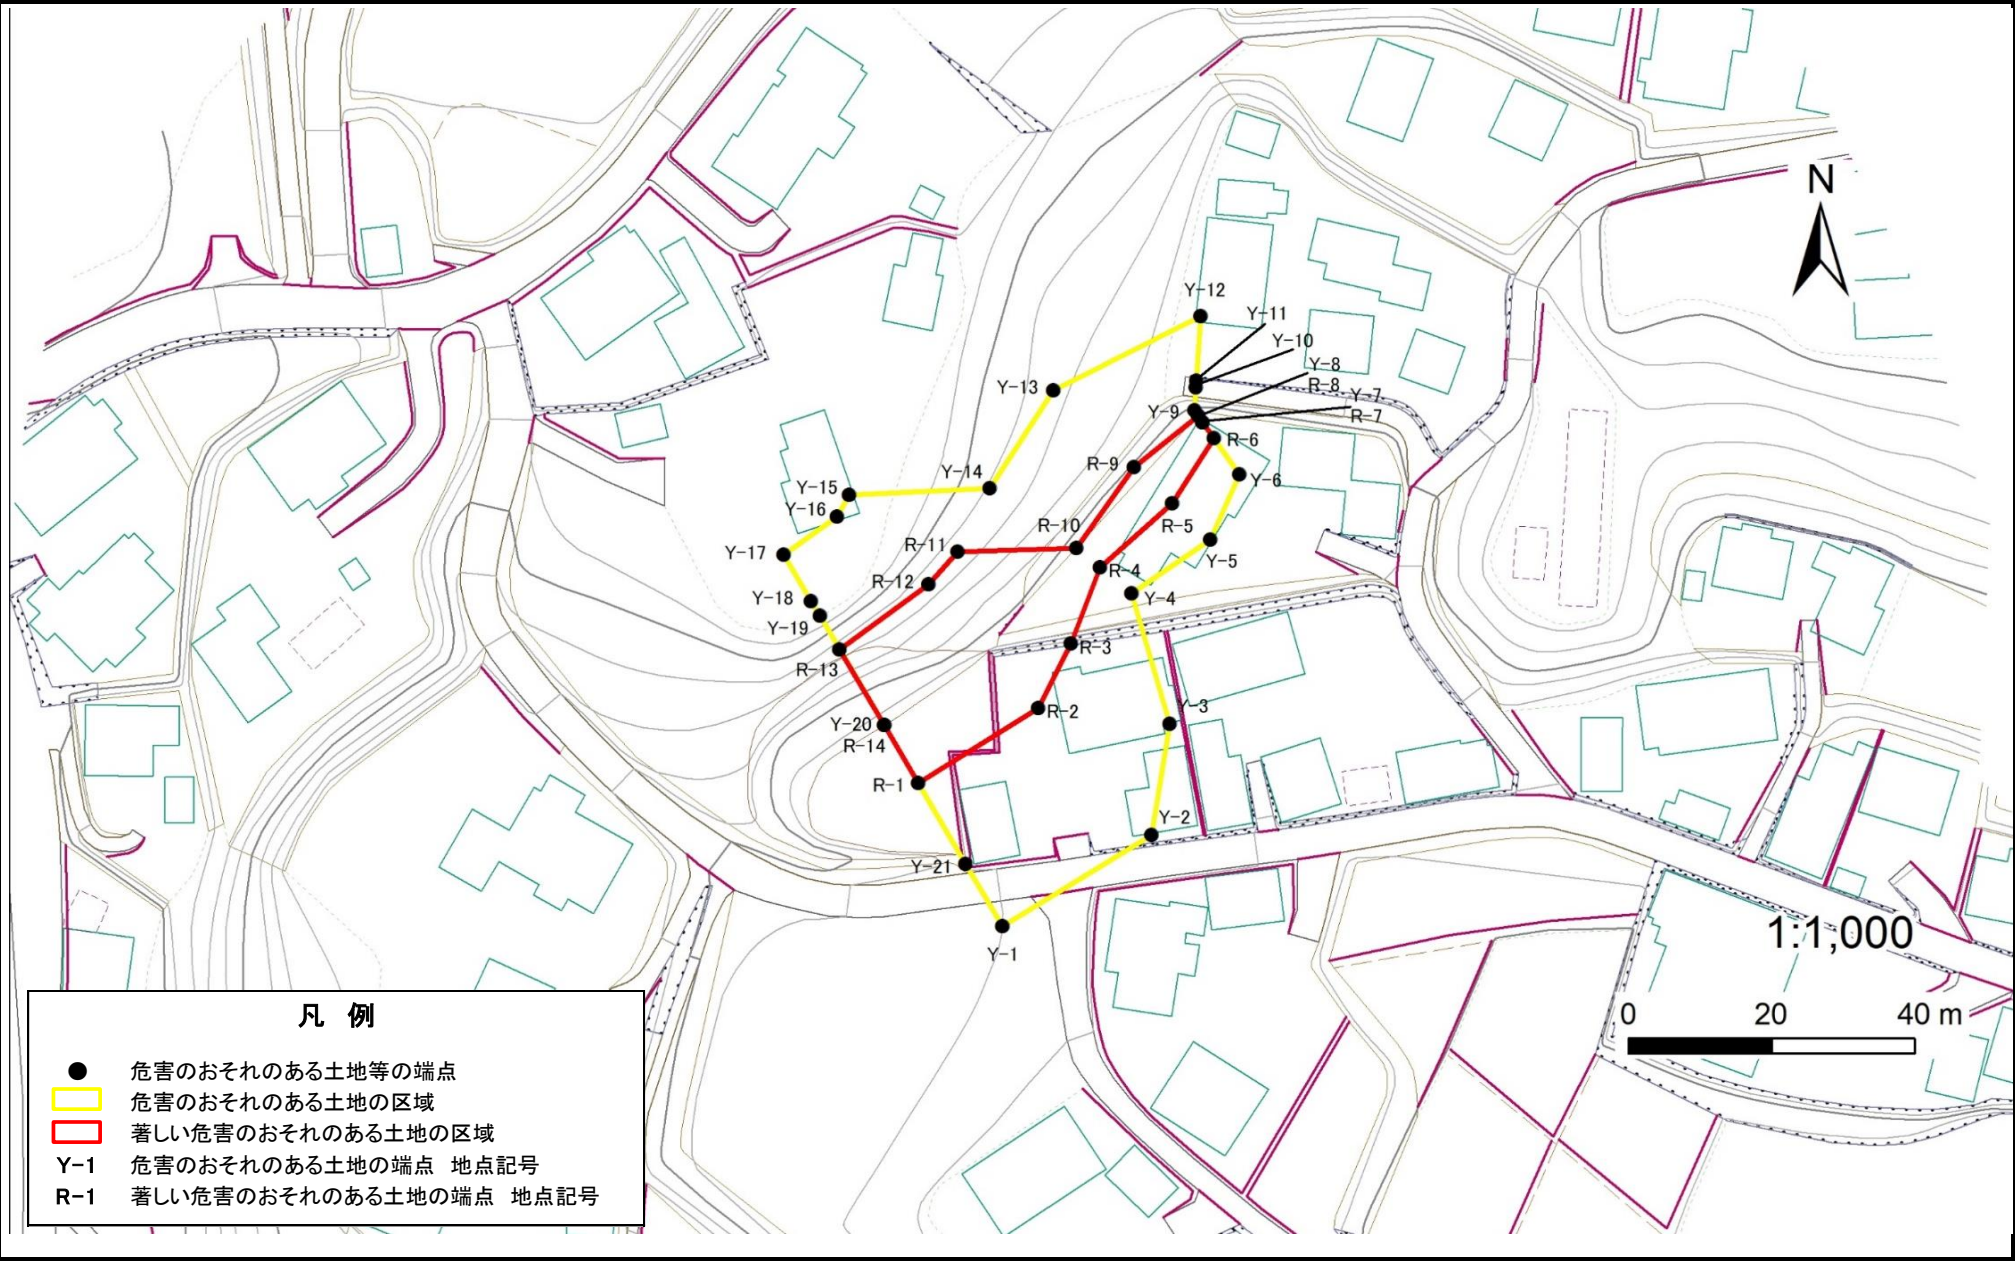 N
Y-12
Y-11
Y-10
Y-8
R-8
Y-7
R-7
Y-13
Y-9
R-6
R-9
Y-6
Y-14
Y-15
Y-16
R-5
R-10
Y-17
R-11
Y-5
R-4
R-12
Y-18
Y-4
Y-19
R-3
R-13
Y-3
R-2
Y-20
R-14
R-1
Y-2
Y-21
Y-1
1:1,000
0 20 40 m
凡 例
危害のおそれのある土地等の端点
危害のおそれのある土地の区域
著しい危害のおそれのある土地の区域
Y-1 危害のおそれのある土地の端点 地点記号
R-1 著しい危害のおそれのある土地の端点 地点記号